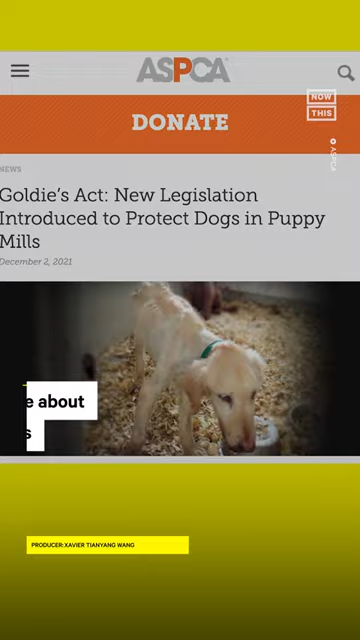 ASPCA
NOW
THIS
DONATE
ASPCA
NEWS
Goldie's Act: New Legislation
Introduced to Protect Dogs in Puppy
Mills
December 2, 2021
e about
s
PRODUCER:XAVIER TIANYANG WANG